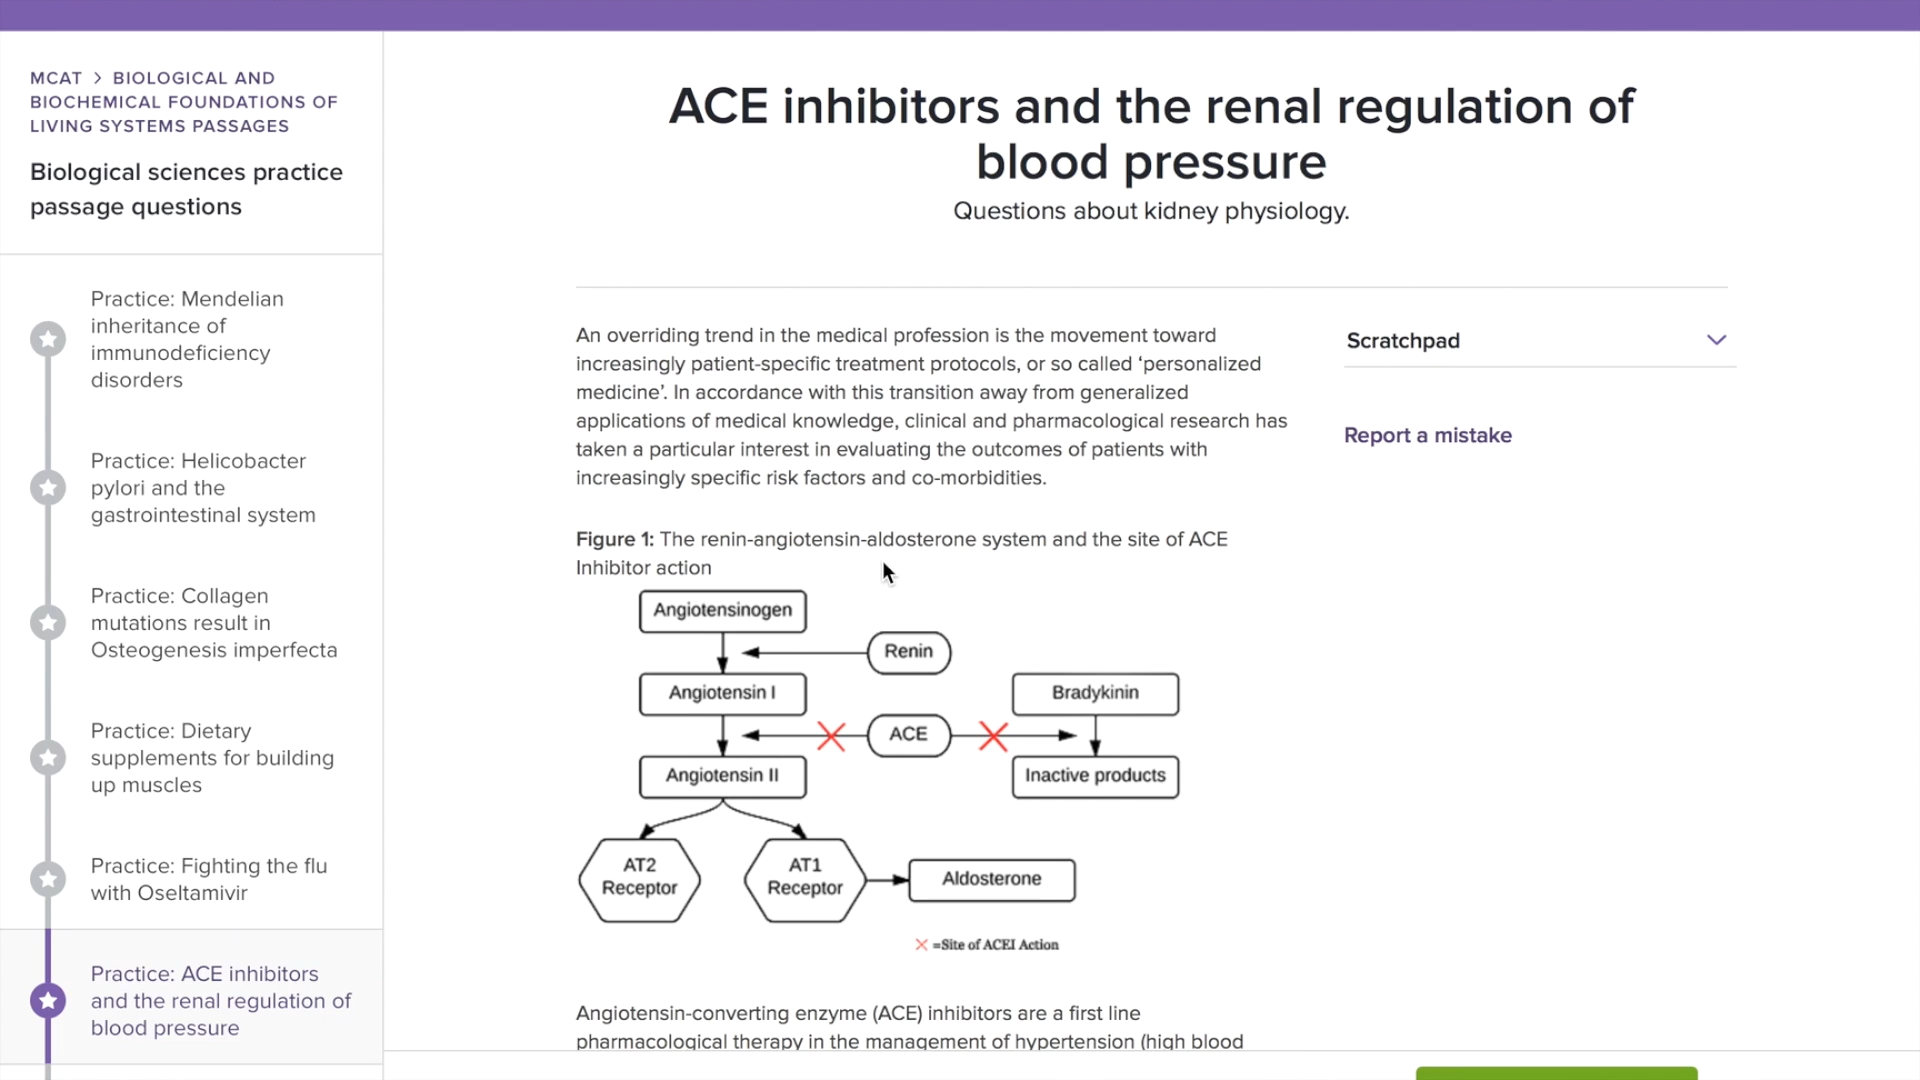 MCAT > BIOLOGICAL AND
BIOCHEMICAL FOUNDATIONS OF
LIVING SYSTEMS PASSAGES
Biological sciences practice
passage questions
Practice: Mendelian
inheritance of
immunodeficiency
disorders
Practice: Helicobacter
pylori and the
gastrointestinal system
Practice: Collagen
mutations result in
Osteogenesis imperfecta
Practice: Dietary
supplements for building
up muscles
Practice: Fighting the flu
with Oseltamivir
Practice: ACE inhibitors
and the renal regulation of
blood pressure
ACE inhibitors and the renal regulation of
blood pressure
Questions about kidney physiology.
An overriding trend in the medical profession is the movement toward
increasingly patient-specific treatment protocols, or so called ‘personalized
medicine’. In accordance with this transition away from generalized
applications of medical knowledge, clinical and pharmacological research has
taken a particular interest in evaluating the outcomes of patients with
increasingly specific risk factors and co-morbidities.
Figure 1: The renin-angiotensin-aldosterone system and the site of ACE
Inhibitor action
Angiotensinogen
Renin
Angiotensin I
Bradykinin
ACE
Angiotensin II
Inactive products
AT2
Receptor
AT1
Receptor
Aldosterone
X =Site of ACEI Action
Angiotensin-converting enzyme (ACE) inhibitors are a first line
pharmacological therapy in the management of hypertension (high blood
Scratchpad
Report a mistake